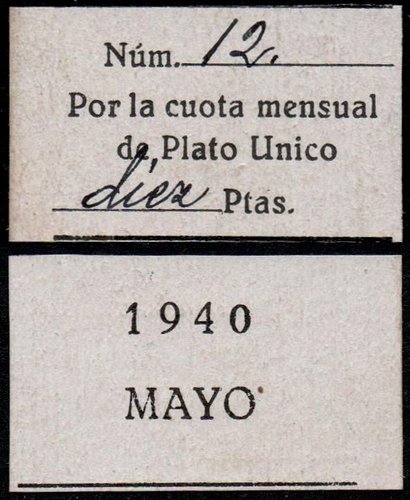 Núm. 12.
Por la cuota mensual
de Plato Unico
diez Ptas.
1940
MAYO